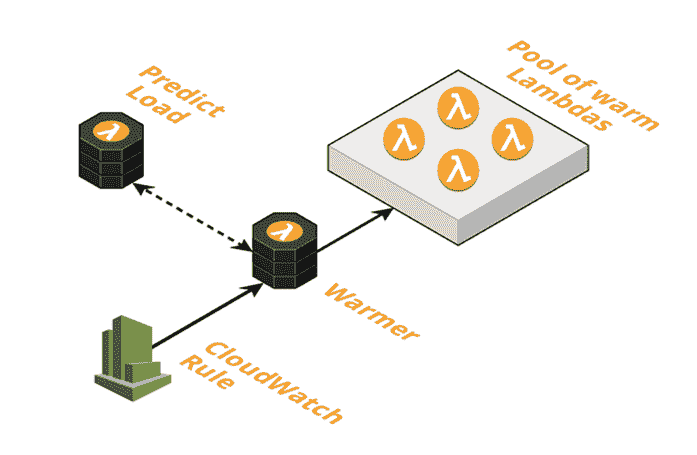 Predict
Load
Pool of warm
Lambdas
Warmer
CloudWatch
Rule